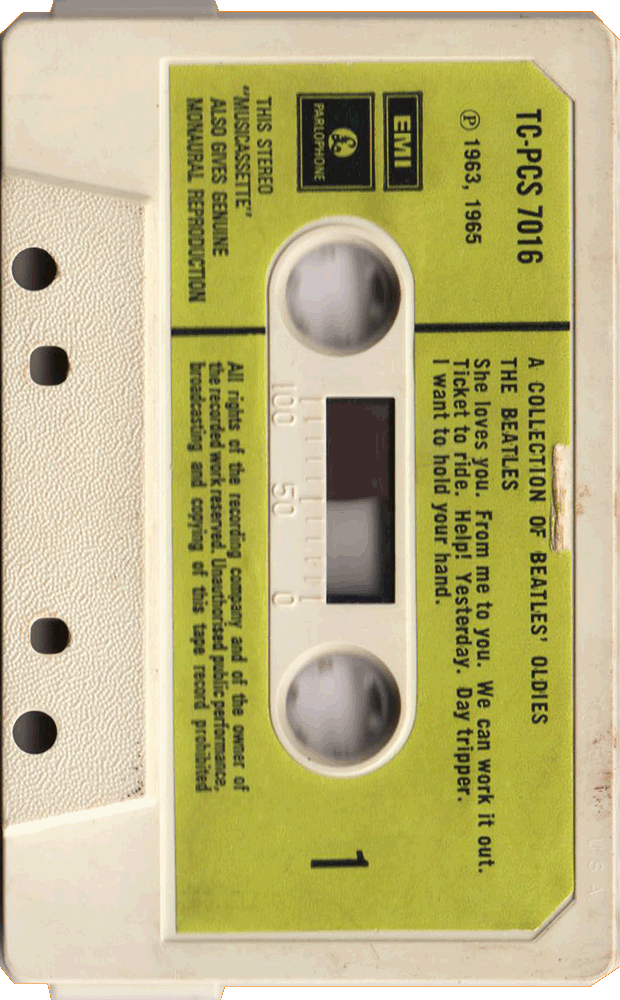 TC-PCS 7016
Ⓟ 1963, 1965
EMI
PARLOPHONE
THIS STEREO
"MUSICASSETTE"
ALSO GIVES GENUINE
MONAURAL REPRODUCTION
A COLLECTION OF BEATLES' OLDIES
THE BEATLES
She loves you. From me to you. We can work it out.
Ticket to ride. Help! Yesterday. Day tripper.
I want to hold your hand.
100 50 0
1
All rights of the recording company and of the owner of
the recorded work reserved. Unauthorised public performance,
broadcasting and copying of this tape record prohibited